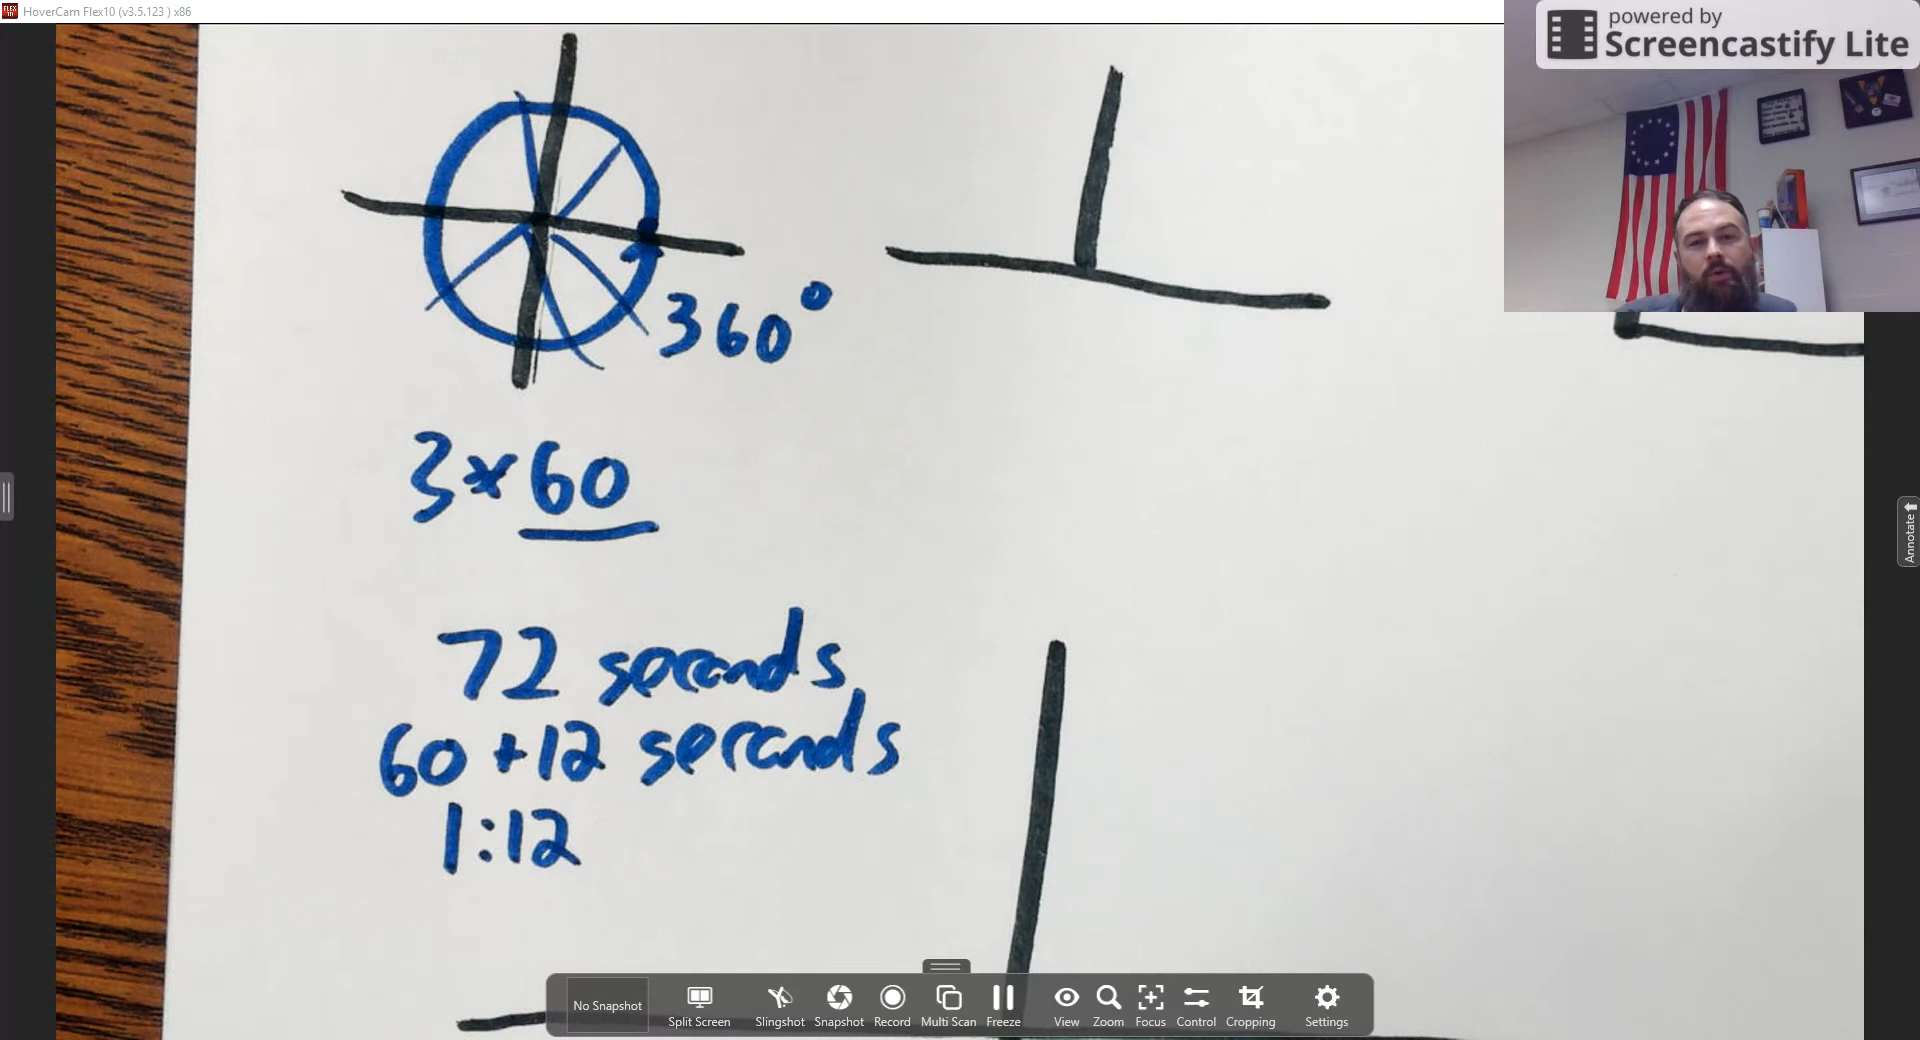 HoverCam Flex10 (v3.5.123 ) x86
powered by
Screencastify Lite
360°
3 × 60
72 seconds
60 + 12 seconds
1:12
Annotate
No Snapshot
Split Screen
Slingshot
Snapshot
Record
Multi Scan
Freeze
View
Zoom
Focus
Control
Cropping
Settings